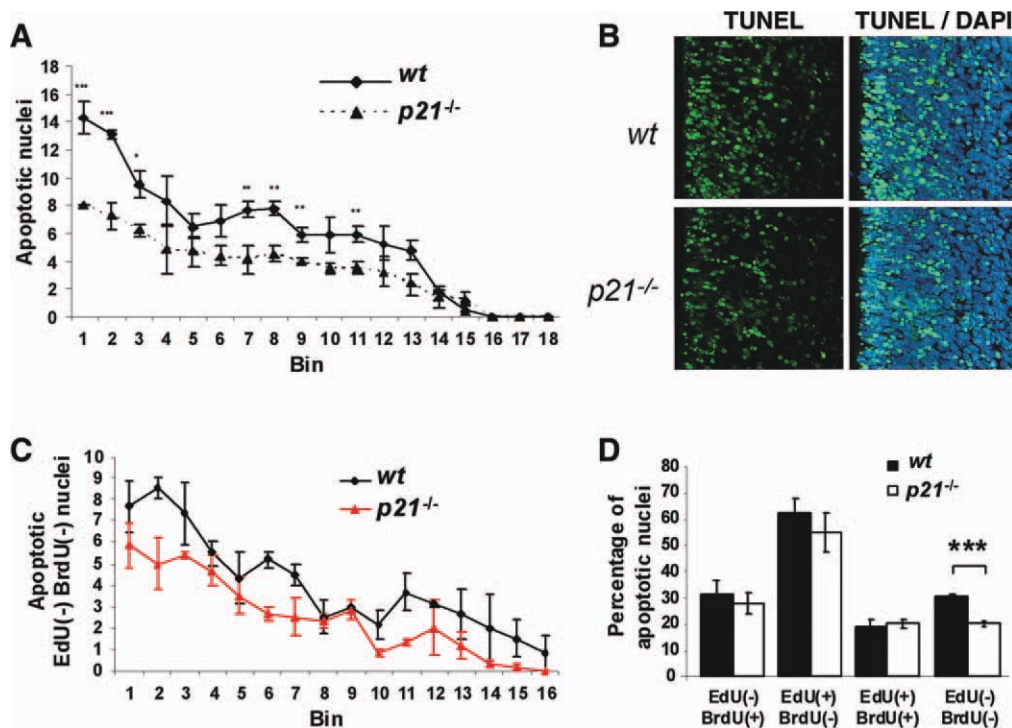 A
Apoptotic nuclei
18
16
14
12
10
8
6
4
2
0
***
***
*
**
**
**
**
wt
p21-/-
1 2 3 4 5 6 7 8 9 10 11 12 13 14 15 16 17 18
Bin
B
TUNEL
TUNEL / DAPI
wt
p21-/-
C
Apoptotic
EdU(-) BrdU(-) nuclei
10
9
8
7
6
5
4
3
2
1
0
wt
p21-/-
1 2 3 4 5 6 7 8 9 10 11 12 13 14 15 16
Bin
D
Percentage of
apoptotic nuclei
80
70
60
50
40
30
20
10
0
wt
p21-/-
***
EdU(-) EdU(+) EdU(+) EdU(-)
BrdU(+) BrdU(-) BrdU(+) BrdU(-)